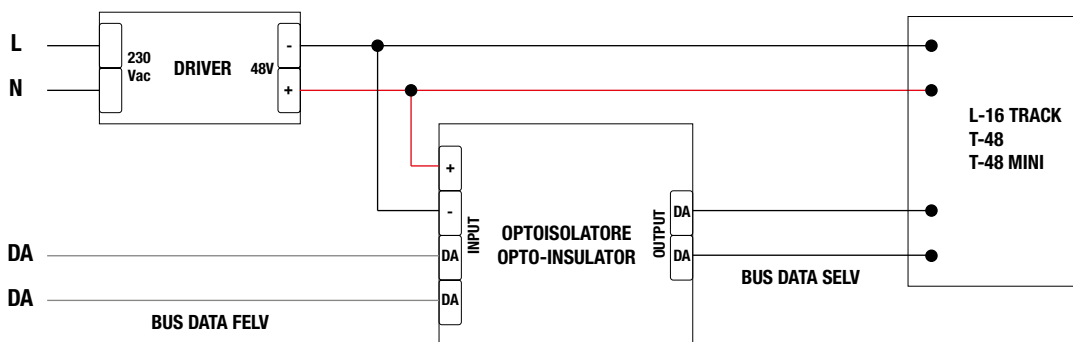 L
N
230
Vac
DRIVER
48V
-
+
L-16 TRACK
T-48
T-48 MINI
+
-
DA
DA
INPUT
OPTOISOLATORE
OPTO-INSULATOR
OUTPUT
DA
DA
DA
DA
BUS DATA FELV
BUS DATA SELV